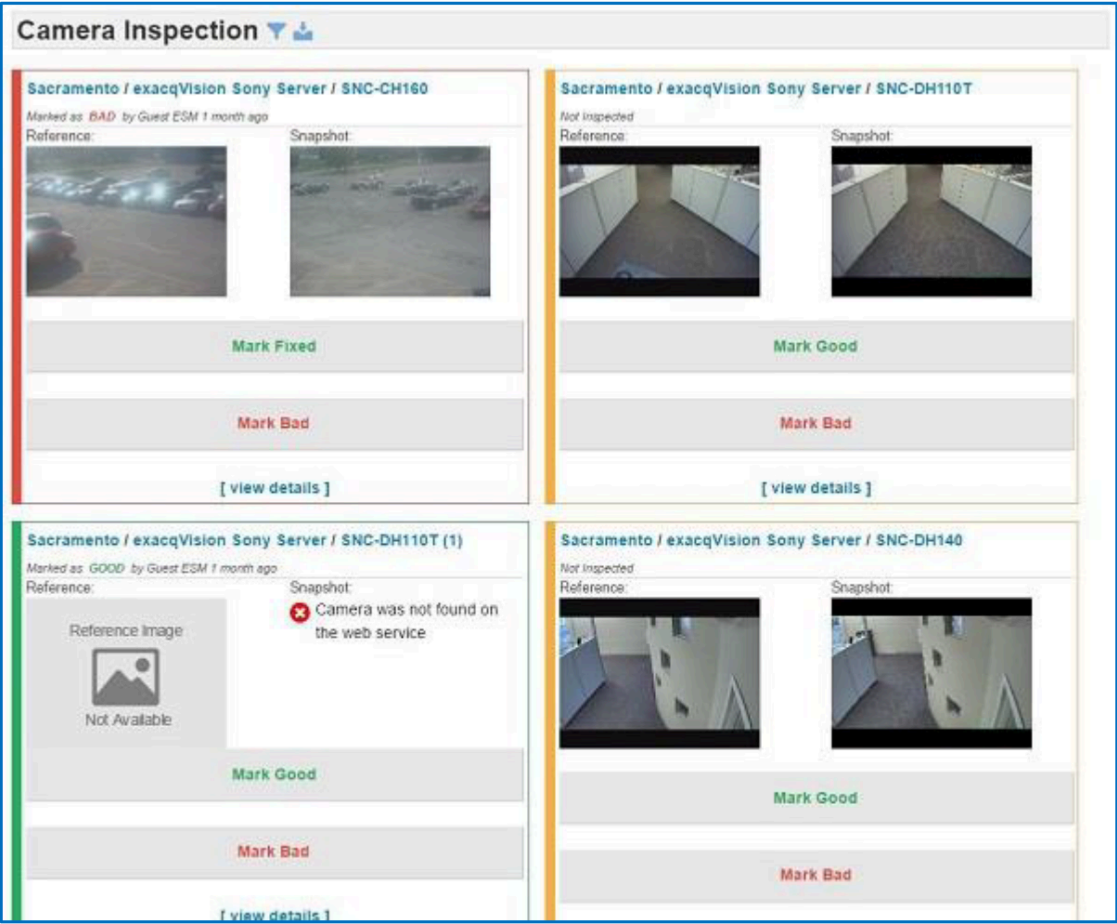 Camera Inspection
Sacramento / exacqVision Sony Server / SNC-CH160
Marked as BAD by Guest ESM 1 month ago
Reference:
Snapshot:
Mark Fixed
Mark Bad
[ view details ]
Sacramento / exacqVision Sony Server / SNC-DH110T
Not Inspected
Reference:
Snapshot:
Mark Good
Mark Bad
[ view details ]
Sacramento / exacqVision Sony Server / SNC-DH110T (1)
Marked as GOOD by Guest ESM 1 month ago
Reference:
Snapshot:
Reference Image
Not Available
Camera was not found on
the web service
Mark Good
Mark Bad
[ view details ]
Sacramento / exacqVision Sony Server / SNC-DH140
Not Inspected
Reference:
Snapshot:
Mark Good
Mark Bad